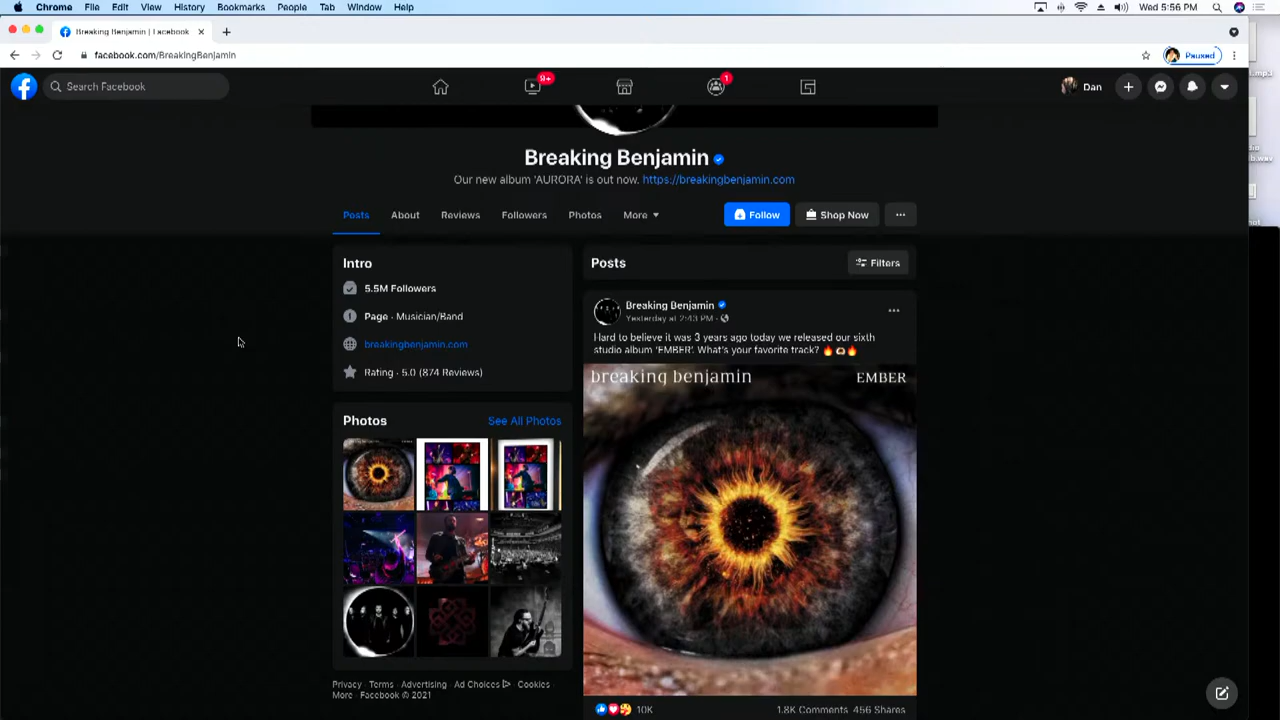 Chrome File Edit View History Bookmarks People Tab Window Help
Wed 5:56 PM
Breaking Benjamin | Facebook
facebook.com/BreakingBenjamin
Paused
Search Facebook
9+
1
Dan
Breaking Benjamin
Our new album 'AURORA' is out now. https://breakingbenjamin.com
Posts About Reviews Followers Photos More
Follow
Shop Now
Intro
5.5M Followers
Page · Musician/Band
breakingbenjamin.com
Rating · 5.0 (874 Reviews)
Photos
See All Photos
Privacy · Terms · Advertising · Ad Choices · Cookies ·
More · Facebook © 2021
Posts
Filters
Breaking Benjamin
Yesterday at 2:43 PM ·
Hard to believe it was 3 years ago today we released our sixth
studio album 'EMBER'. What's your favorite track? 🔥
breaking benjamin
EMBER
10K
1.8K Comments 456 Shares
.mp3